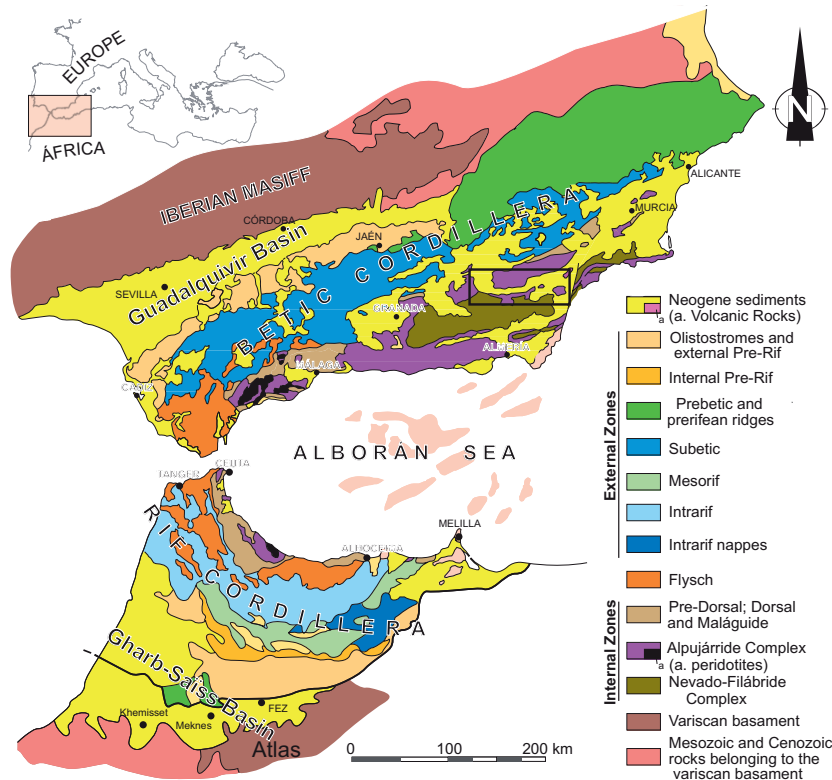 EUROPE
ÁFRICA
N
IBERIAN MASIFF
CÓRDOBA
JAÉN
ALICANTE
MURCIA
SEVILLA
Guadalquivir Basin
BETIC CORDILLERA
GRANADA
ALMERÍA
MÁLAGA
CÁDIZ
ALBORÁN SEA
CEUTA
TANGER
ALHOCEIMA
MELILLA
RIF CORDILLERA
Gharb-Saïss Basin
Khemisset
Meknes
FEZ
Atlas
0 100 200 km
Neogene sediments
a (a. Volcanic Rocks)
External Zones
Olistostromes and
external Pre-Rif
Internal Pre-Rif
Prebetic and
prerifean ridges
Subetic
Mesorif
Intrarif
Intrarif nappes
Flysch
Internal Zones
Pre-Dorsal; Dorsal
and Maláguide
Alpujárride Complex
a (a. peridotites)
Nevado-Filábride
Complex
Variscan basament
Mesozoic and Cenozoic
rocks belonging to the
variscan basament